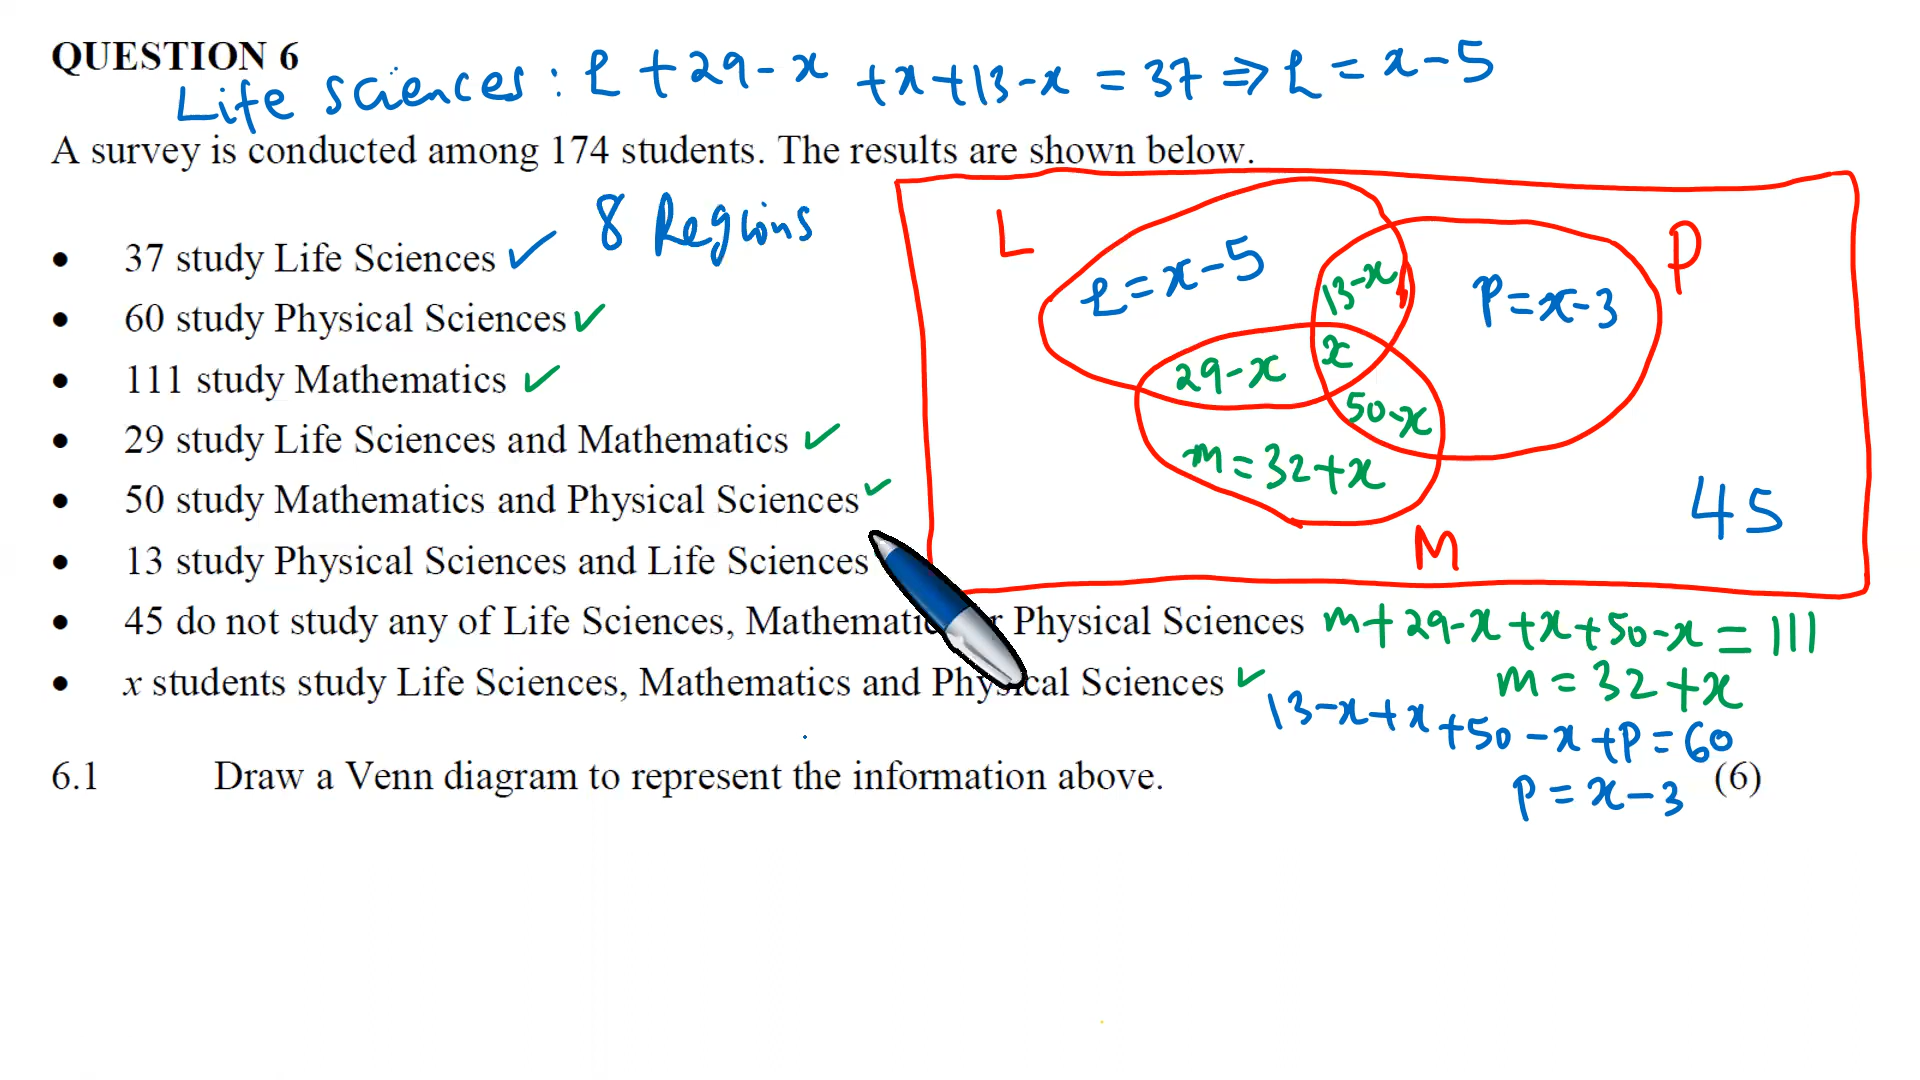 QUESTION 6
Life sciences : l + 29 - x + x + 13 - x = 37 ⇒ l = x - 5
A survey is conducted among 174 students. The results are shown below.
8 Regions
• 37 study Life Sciences ✓
• 60 study Physical Sciences ✓
• 111 study Mathematics ✓
• 29 study Life Sciences and Mathematics ✓
• 50 study Mathematics and Physical Sciences ✓
• 13 study Physical Sciences and Life Sciences
• 45 do not study any of Life Sciences, Physical Sciences
• x students study Life Sciences, Mathematics and Physical Sciences ✓
L
P
l = x - 5
13 - x
p = x - 3
29 - x
x
50 - x
m = 32 + x
45
M
m + 29 - x + x + 50 - x = 111
m = 32 + x
13 - x + x + 50 - x + p = 60
p = x - 3
6.1 Draw a Venn diagram to represent the information above. (6)